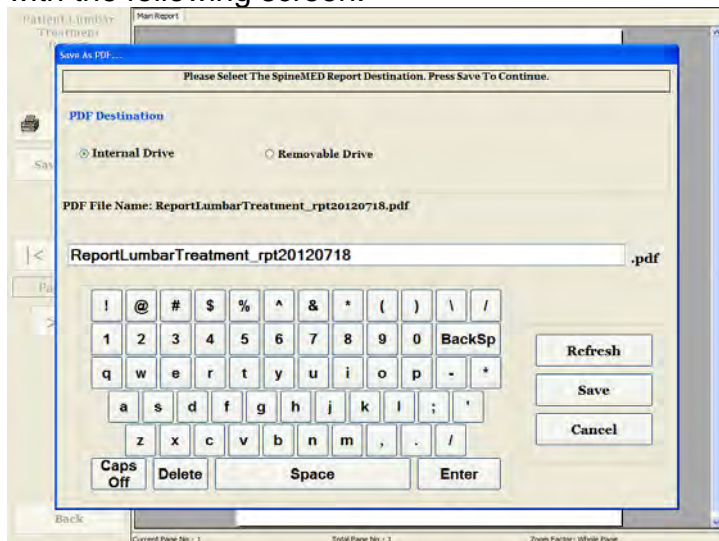 with the following screen:
Patient Lumbar
Treatment
Main Report
Save As PDF...
Please Select The SpineMED Report Destination. Press Save To Continue.
PDF Destination
Internal Drive
Removable Drive
PDF File Name: ReportLumbarTreatment_rpt20120718.pdf
ReportLumbarTreatment_rpt20120718
.pdf
! @ # $ % ^ & * ( ) \ /
1 2 3 4 5 6 7 8 9 0 BackSp
q w e r t y u i o p - +
a s d f g h j k l ; '
z x c v b n m , . /
Caps Off Delete Space Enter
Refresh
Save
Cancel
|<
>
Back
Current Page No.: 1
Total Page No.: 1
Zoom Factor: Whole Page